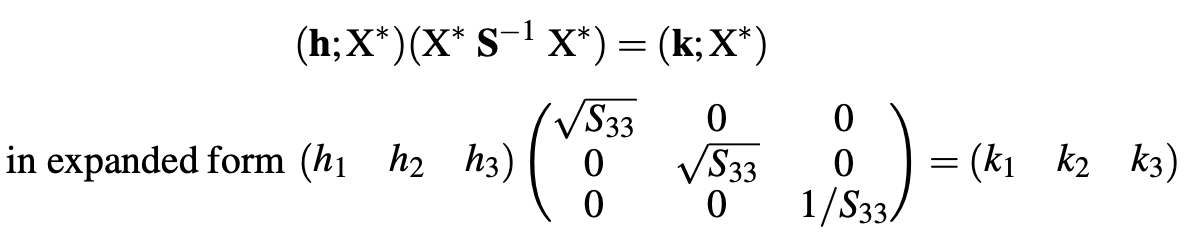 (h;X*)(X* S⁻¹ X*) = (k;X*)
in expanded form (h₁ h₂ h₃) ( √S₃₃ 0 0
0 √S₃₃ 0
0 0 1/S₃₃ ) = (k₁ k₂ k₃)